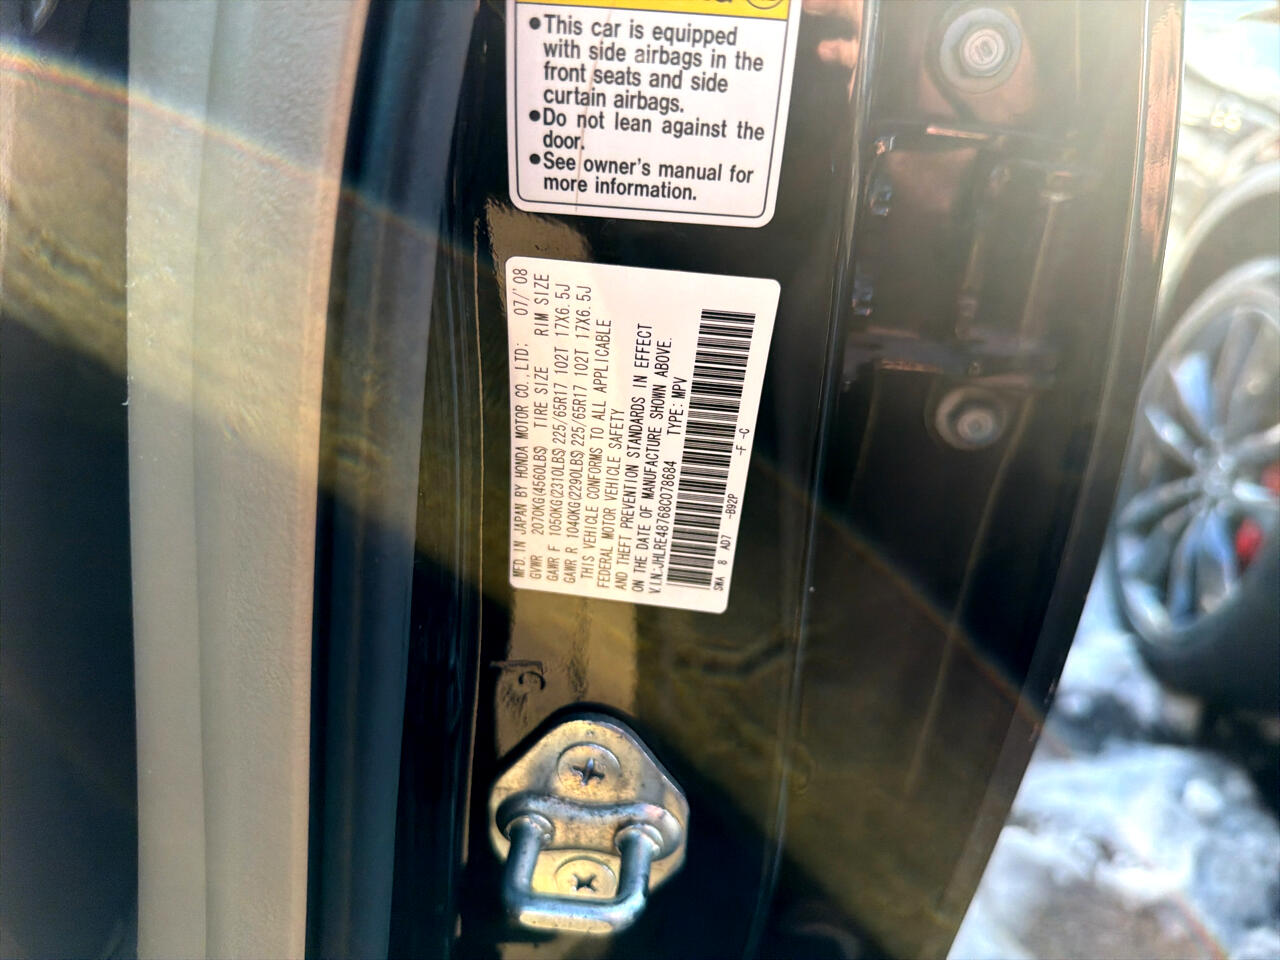 ●This car is equipped
with side airbags in the
front seats and side
curtain airbags.
●Do not lean against the
door.
●See owner's manual for
more information.
MFD. IN JAPAN BY HONDA MOTOR CO., LTD. 07/'08
GVWR 2070KG(4560LBS) TIRE SIZE RIM SIZE
GAWR F 1050KG(2310LBS) 225/65R17 102T 17X6.5J
GAWR R 1040KG(2290LBS) 225/65R17 102T 17X6.5J
THIS VEHICLE CONFORMS TO ALL APPLICABLE
FEDERAL MOTOR VEHICLE SAFETY
AND THEFT PREVENTION STANDARDS IN EFFECT
ON THE DATE OF MANUFACTURE SHOWN ABOVE.
V.I.N.:JHLRE48768C078684 TYPE: MPV
SWA 8 AD7 -B92P -F -C